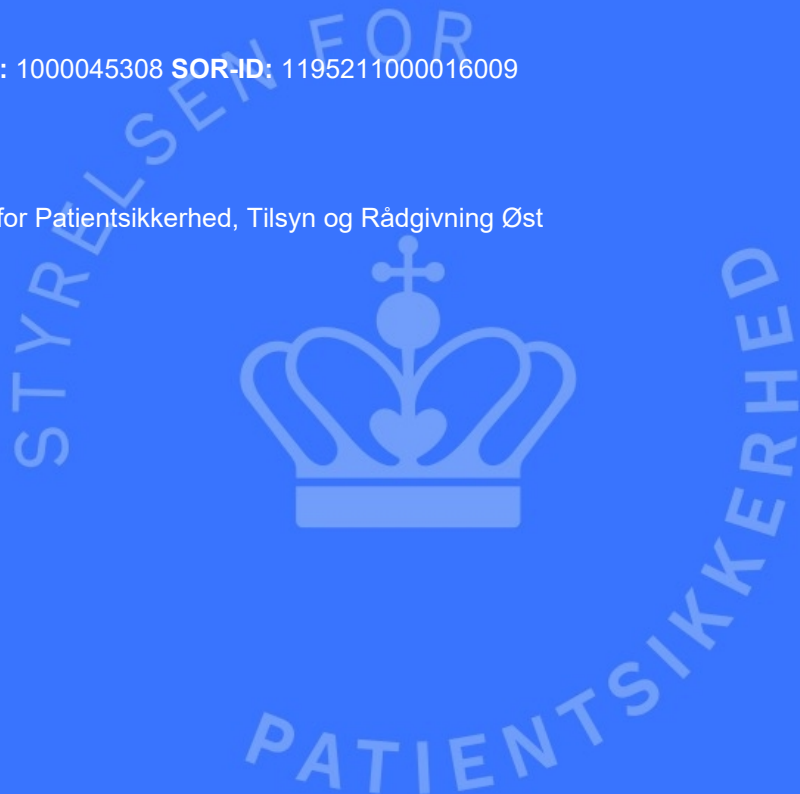 : 1000045308 SOR-ID: 1195211000016009
for Patientsikkerhed, Tilsyn og Rådgivning Øst
STYRELSEN FOR
PATIENTSIKKERHED